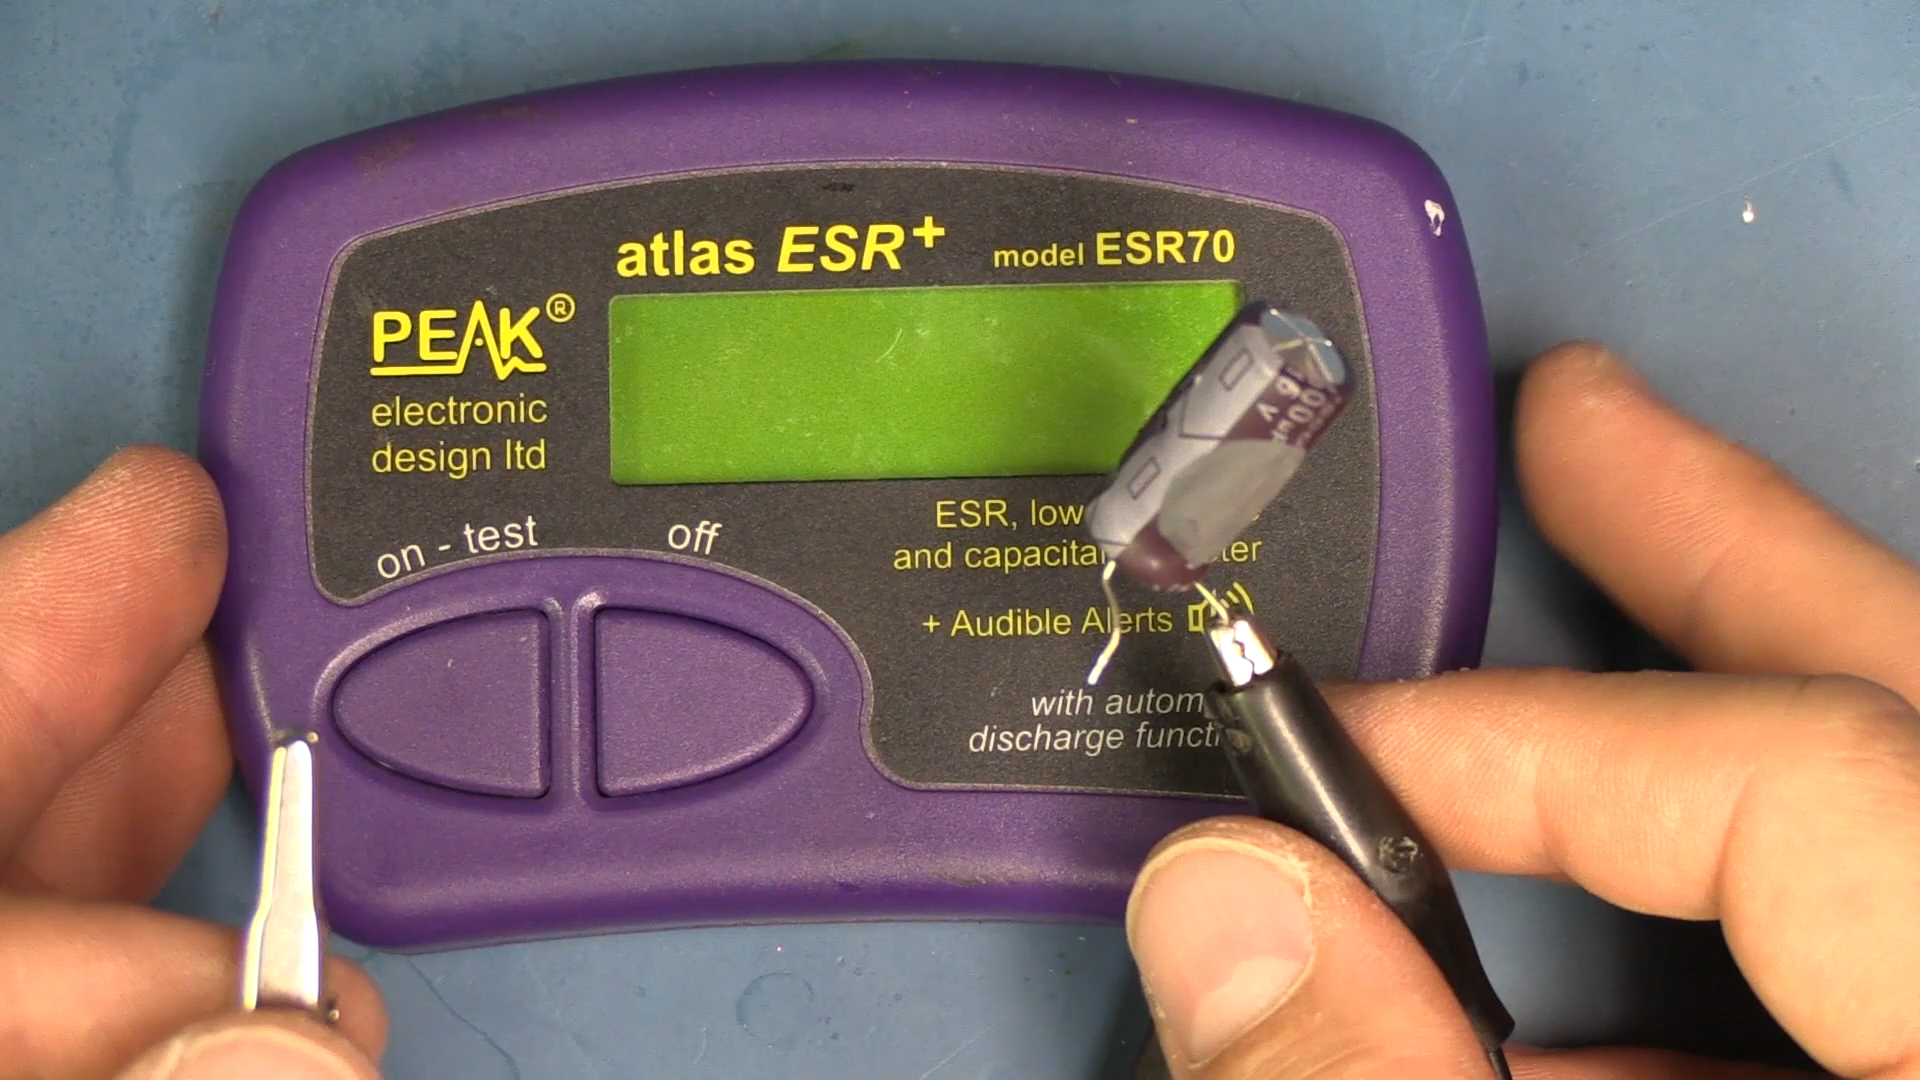 atlas ESR+ model ESR70
PEAK®
electronic
design ltd
on - test off
ESR, low
and capacita ter
+ Audible Alerts
with autom
discharge functi
16 V